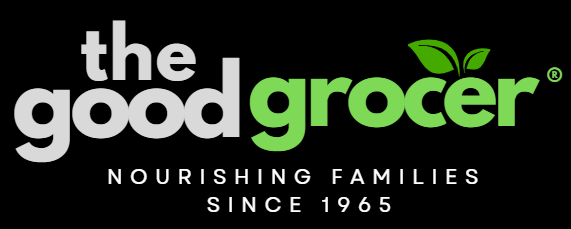 the
good grocer®
NOURISHING FAMILIES
SINCE 1965